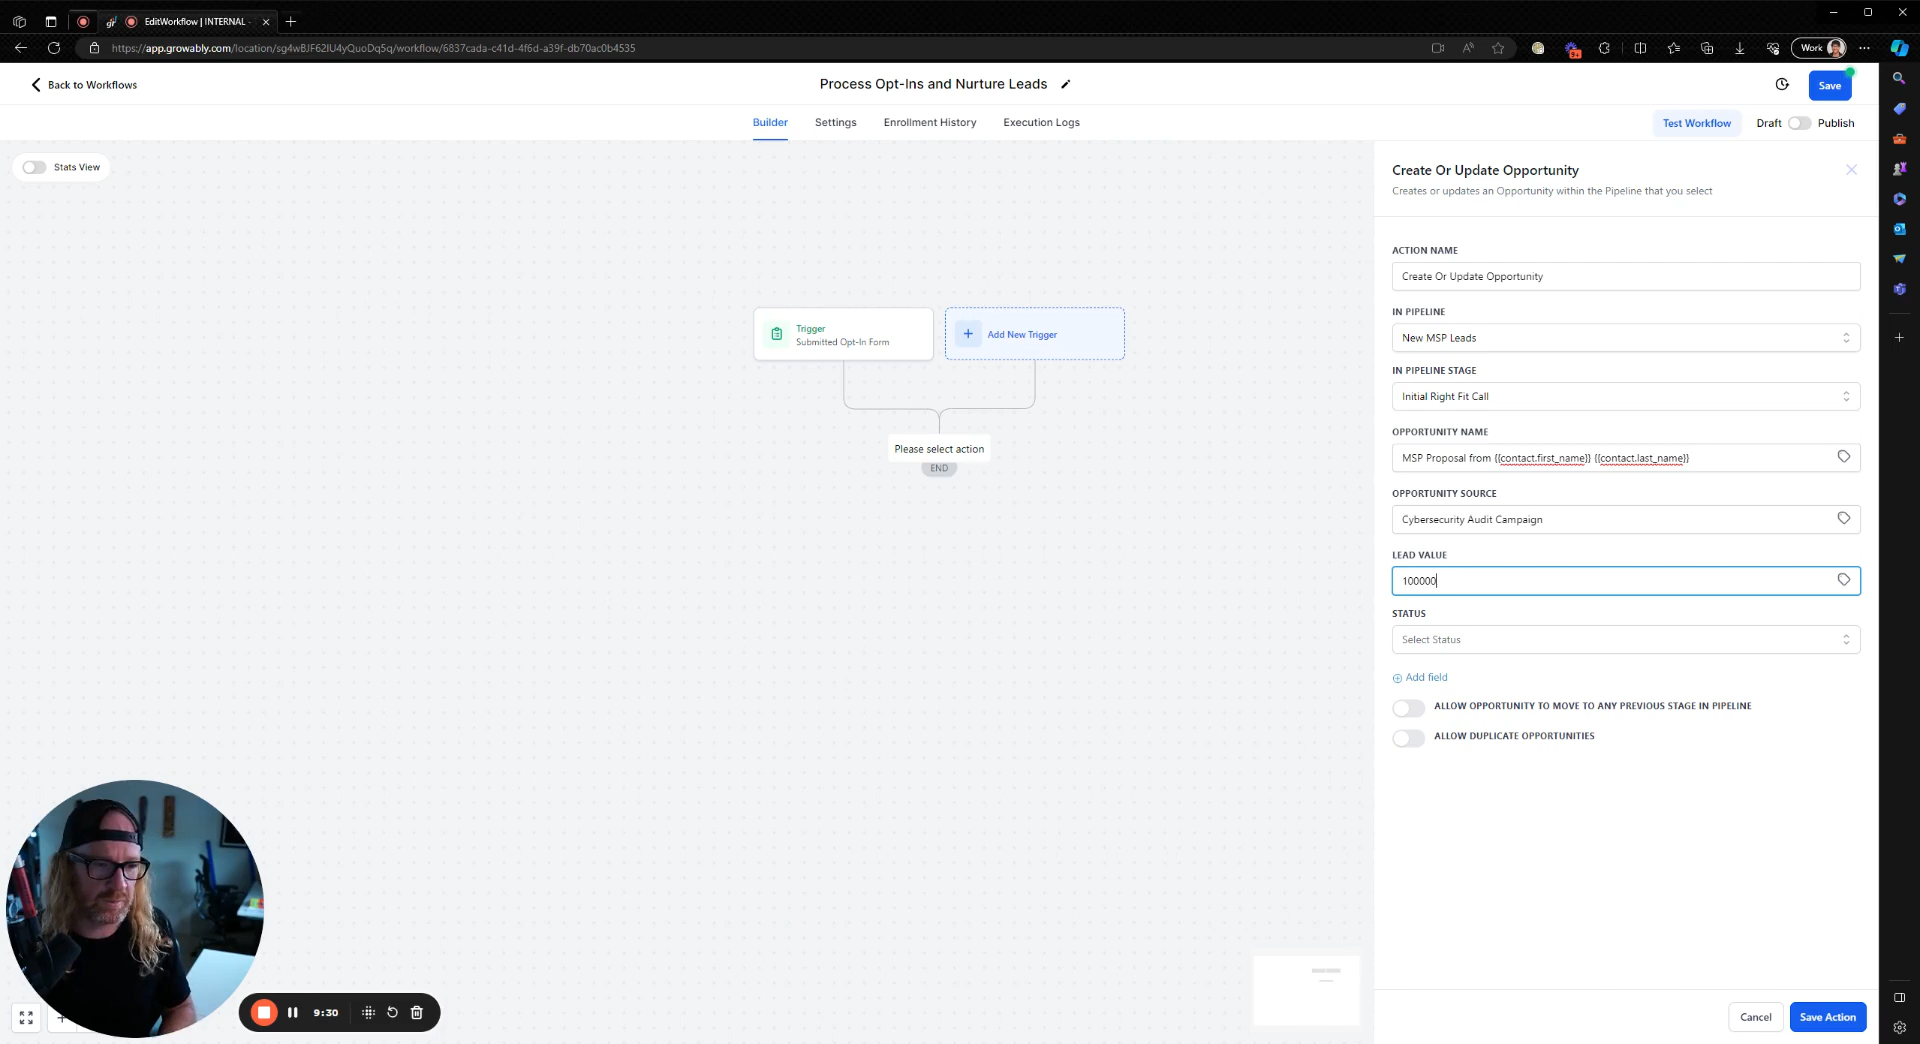 EditWorkflow | INTERNAL -
https://app.growably.com/location/sg4wBJF62IU4yQuoDq5q/workflow/6837cada-c41d-4f6d-a39f-db70ac0b4535
9+
Work
Back to Workflows
Process Opt-Ins and Nurture Leads
Save
Builder
Settings
Enrollment History
Execution Logs
Test Workflow
Draft
Publish
Stats View
Trigger
Submitted Opt-In Form
Add New Trigger
Please select action
END
Create Or Update Opportunity
Creates or updates an Opportunity within the Pipeline that you select
ACTION NAME
Create Or Update Opportunity
IN PIPELINE
New MSP Leads
IN PIPELINE STAGE
Initial Right Fit Call
OPPORTUNITY NAME
MSP Proposal from {{contact.first_name}} {{contact.last_name}}
OPPORTUNITY SOURCE
Cybersecurity Audit Campaign
LEAD VALUE
100000
STATUS
Select Status
Add field
ALLOW OPPORTUNITY TO MOVE TO ANY PREVIOUS STAGE IN PIPELINE
ALLOW DUPLICATE OPPORTUNITIES
9:30
Cancel
Save Action